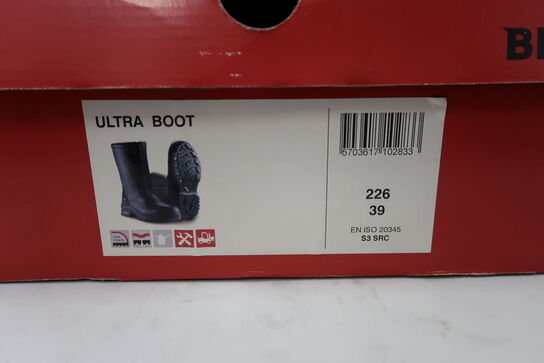 ULTRA BOOT
5703617102833
226
39
EN ISO 20345
S3 SRC